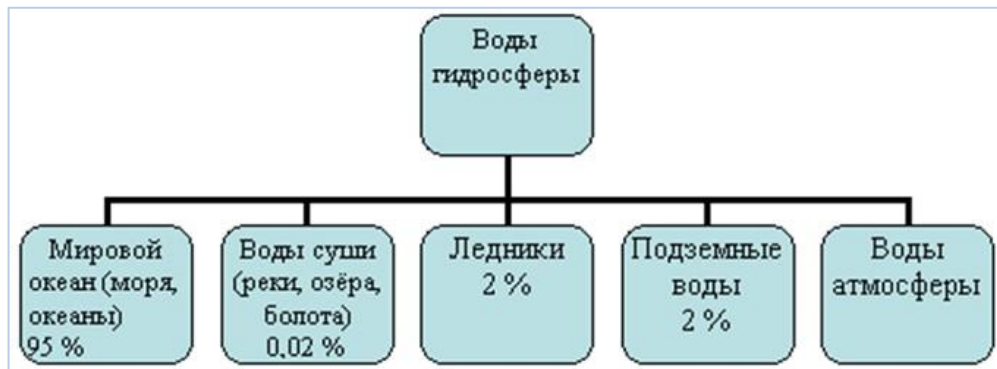 Воды
гидросферы
Мировой
океан (моря,
океаны)
95 %
Воды суши
(реки, озёра,
болота)
0,02 %
Ледники
2 %
Подземные
воды
2 %
Воды
атмосферы